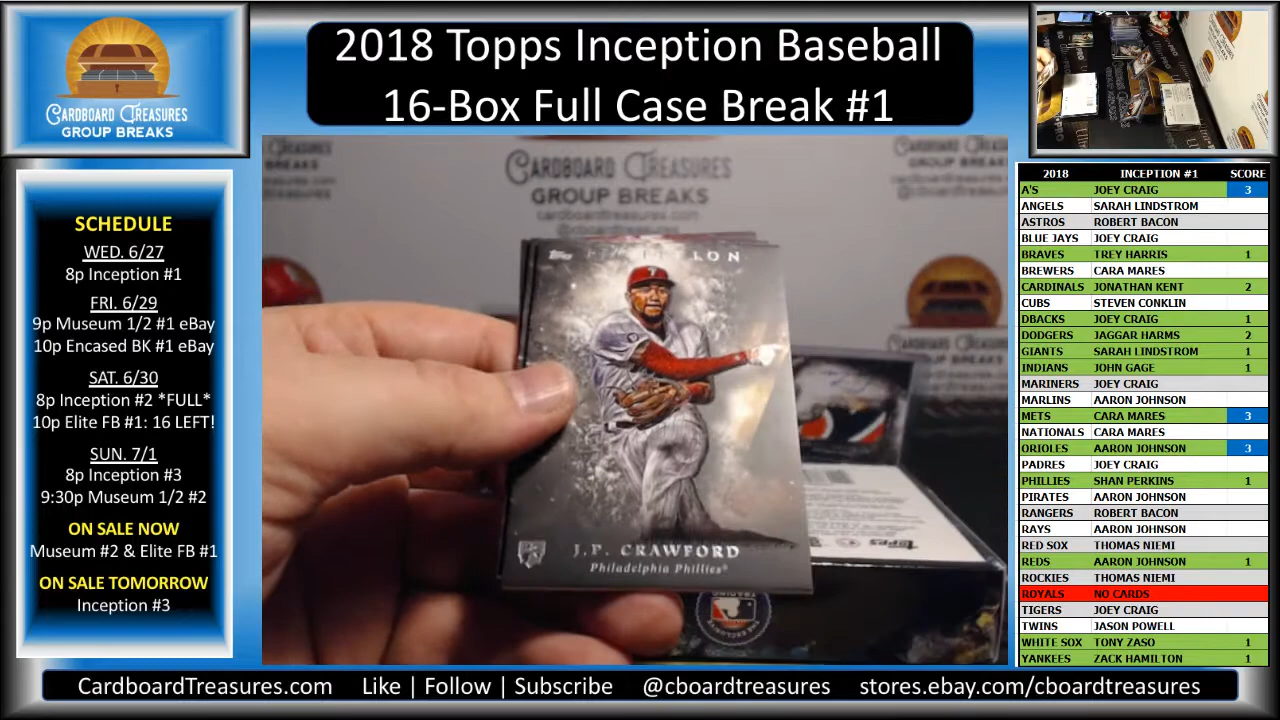 CARDBOARD TREASURES
GROUP BREAKS
2018 Topps Inception Baseball
16-Box Full Case Break #1
SCHEDULE
WED. 6/27
8p Inception #1
FRI. 6/29
9p Museum 1/2 #1 eBay
10p Encased BK #1 eBay
SAT. 6/30
8p Inception #2 *FULL*
10p Elite FB #1: 16 LEFT!
SUN. 7/1
8p Inception #3
9:30p Museum 1/2 #2
ON SALE NOW
Museum #2 & Elite FB #1
ON SALE TOMORROW
Inception #3
CARDBOARD TREASURES
GROUP BREAKS
cardboardtreasures.com
J.P. CRAWFORD
Philadelphia Phillies®
topps
2018 INCEPTION #1 SCORE
A'S JOEY CRAIG 3
ANGELS SARAH LINDSTROM
ASTROS ROBERT BACON
BLUE JAYS JOEY CRAIG
BRAVES TREY HARRIS 1
BREWERS CARA MARES
CARDINALS JONATHAN KENT 2
CUBS STEVEN CONKLIN
DBACKS JOEY CRAIG 1
DODGERS JAGGAR HARMS 2
GIANTS SARAH LINDSTROM 1
INDIANS JOHN GAGE 1
MARINERS JOEY CRAIG
MARLINS AARON JOHNSON
METS CARA MARES 3
NATIONALS CARA MARES
ORIOLES AARON JOHNSON 3
PADRES JOEY CRAIG
PHILLIES SHAN PERKINS 1
PIRATES AARON JOHNSON
RANGERS ROBERT BACON
RAYS AARON JOHNSON
RED SOX THOMAS NIEMI
REDS AARON JOHNSON 1
ROCKIES THOMAS NIEMI
ROYALS NO CARDS
TIGERS JOEY CRAIG
TWINS JASON POWELL
WHITE SOX TONY ZASO 1
YANKEES ZACK HAMILTON 1
CardboardTreasures.com Like | Follow | Subscribe @cboardtreasures stores.ebay.com/cboardtreasures